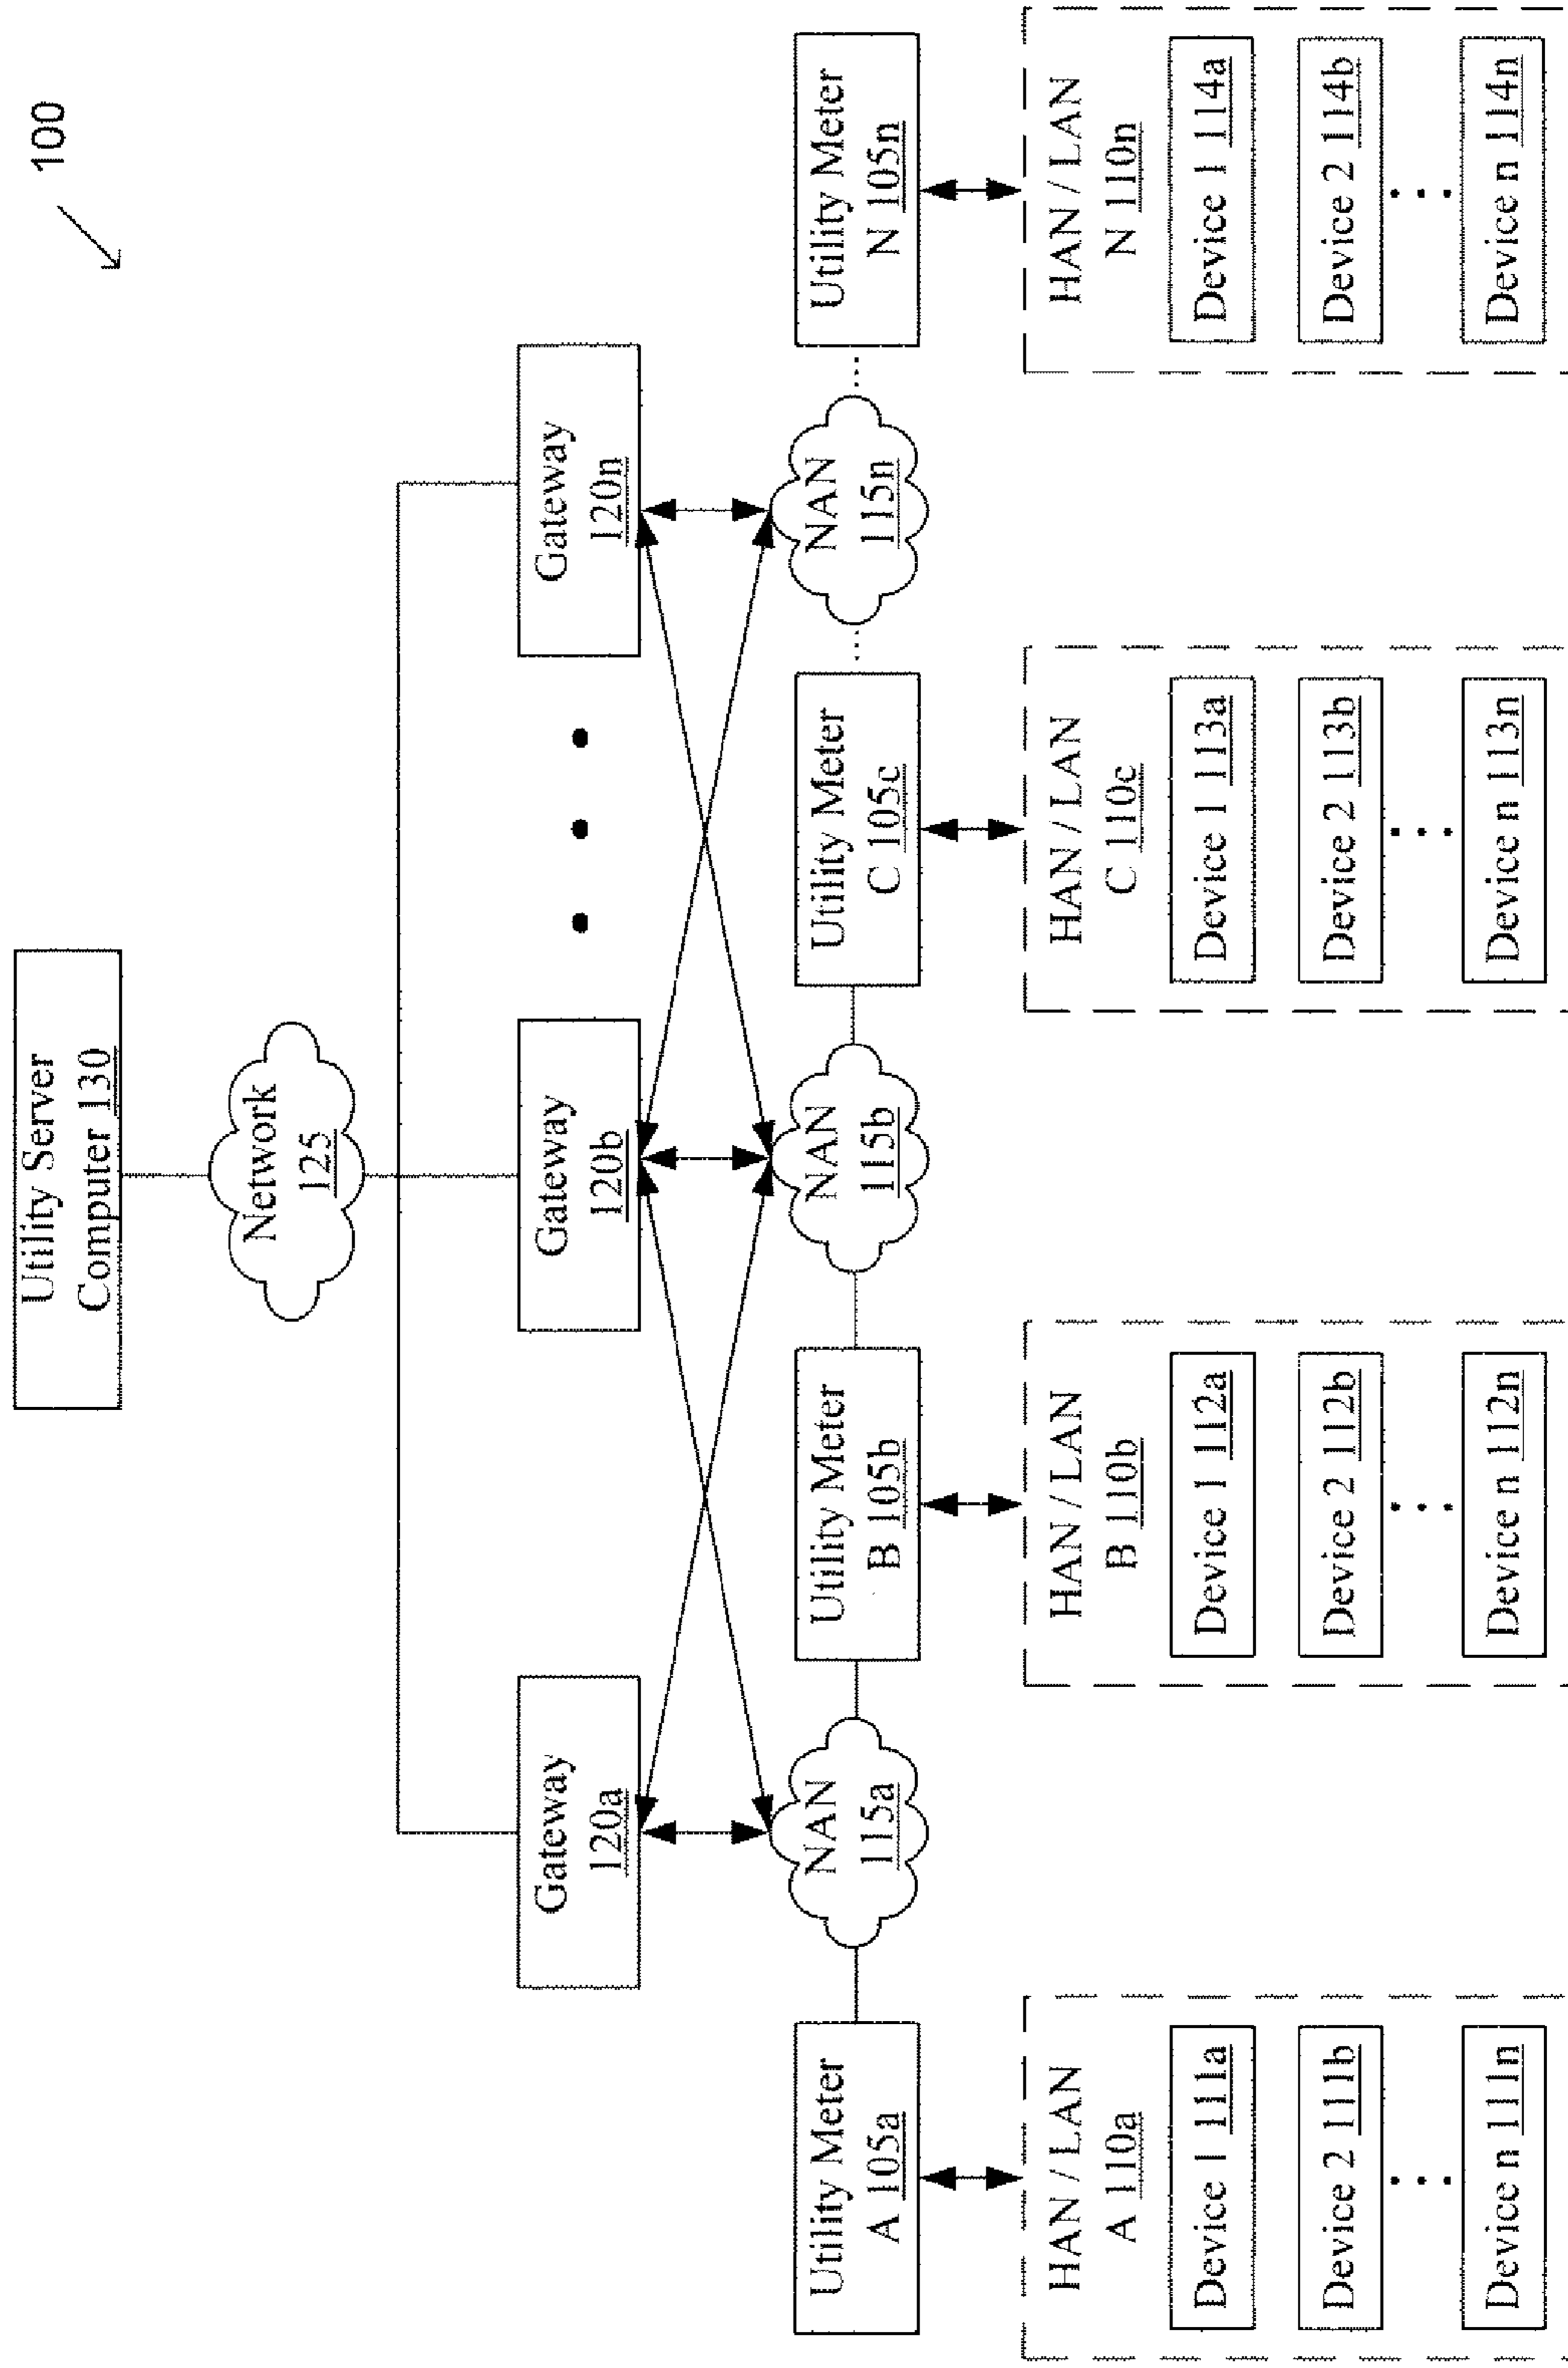 100
Utility Server
Computer 130
Network
125
Gateway
120a
Gateway
120b
Gateway
120n
Utility Meter
A 105a
NAN
115a
Utility Meter
B 105b
NAN
115b
Utility Meter
C 105c
NAN
115n
Utility Meter
N 105n
HAN / LAN
A 110a
Device 1 111a
Device 2 111b
Device n 111n
HAN / LAN
B 110b
Device 1 112a
Device 2 112b
Device n 112n
HAN / LAN
C 110c
Device 1 113a
Device 2 113b
Device n 113n
HAN / LAN
N 110n
Device 1 114a
Device 2 114b
Device n 114n